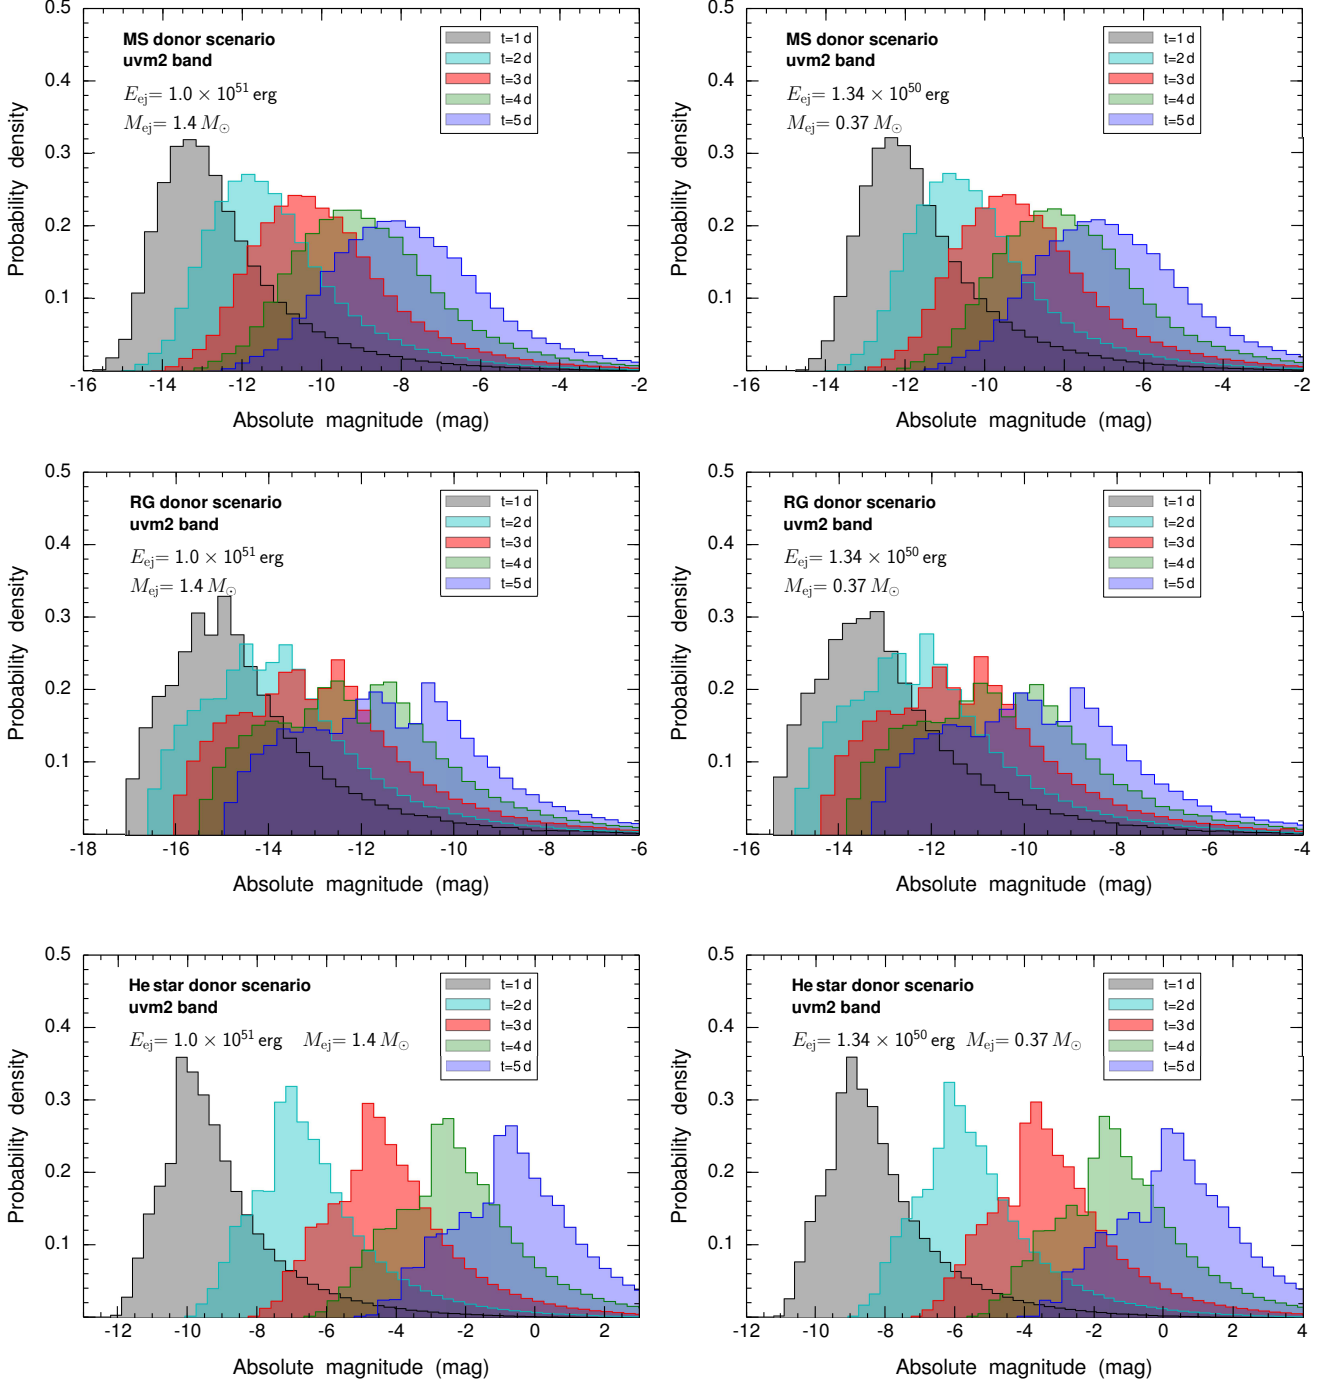 MS donor scenario
uvm2 band
E_ej= 1.0 × 10^51 erg
M_ej= 1.4 M_⊙
t=1 d
t=2 d
t=3 d
t=4 d
t=5 d
0.5
0.4
0.3
0.2
0.1
Probability density
-16 -14 -12 -10 -8 -6 -4 -2
Absolute magnitude (mag)
MS donor scenario
uvm2 band
E_ej= 1.34 × 10^50 erg
M_ej= 0.37 M_⊙
t=1 d
t=2 d
t=3 d
t=4 d
t=5 d
0.5
0.4
0.3
0.2
0.1
Probability density
-16 -14 -12 -10 -8 -6 -4 -2
Absolute magnitude (mag)
RG donor scenario
uvm2 band
E_ej= 1.0 × 10^51 erg
M_ej= 1.4 M_⊙
t=1 d
t=2 d
t=3 d
t=4 d
t=5 d
0.5
0.4
0.3
0.2
0.1
Probability density
-18 -16 -14 -12 -10 -8 -6
Absolute magnitude (mag)
RG donor scenario
uvm2 band
E_ej= 1.34 × 10^50 erg
M_ej= 0.37 M_⊙
t=1 d
t=2 d
t=3 d
t=4 d
t=5 d
0.5
0.4
0.3
0.2
0.1
Probability density
-16 -14 -12 -10 -8 -6 -4
Absolute magnitude (mag)
He star donor scenario
uvm2 band
E_ej= 1.0 × 10^51 erg M_ej= 1.4 M_⊙
t=1 d
t=2 d
t=3 d
t=4 d
t=5 d
0.5
0.4
0.3
0.2
0.1
Probability density
-12 -10 -8 -6 -4 -2 0 2
Absolute magnitude (mag)
He star donor scenario
uvm2 band
E_ej= 1.34 × 10^50 erg M_ej= 0.37 M_⊙
t=1 d
t=2 d
t=3 d
t=4 d
t=5 d
0.5
0.4
0.3
0.2
0.1
Probability density
-12 -10 -8 -6 -4 -2 0 2 4
Absolute magnitude (mag)